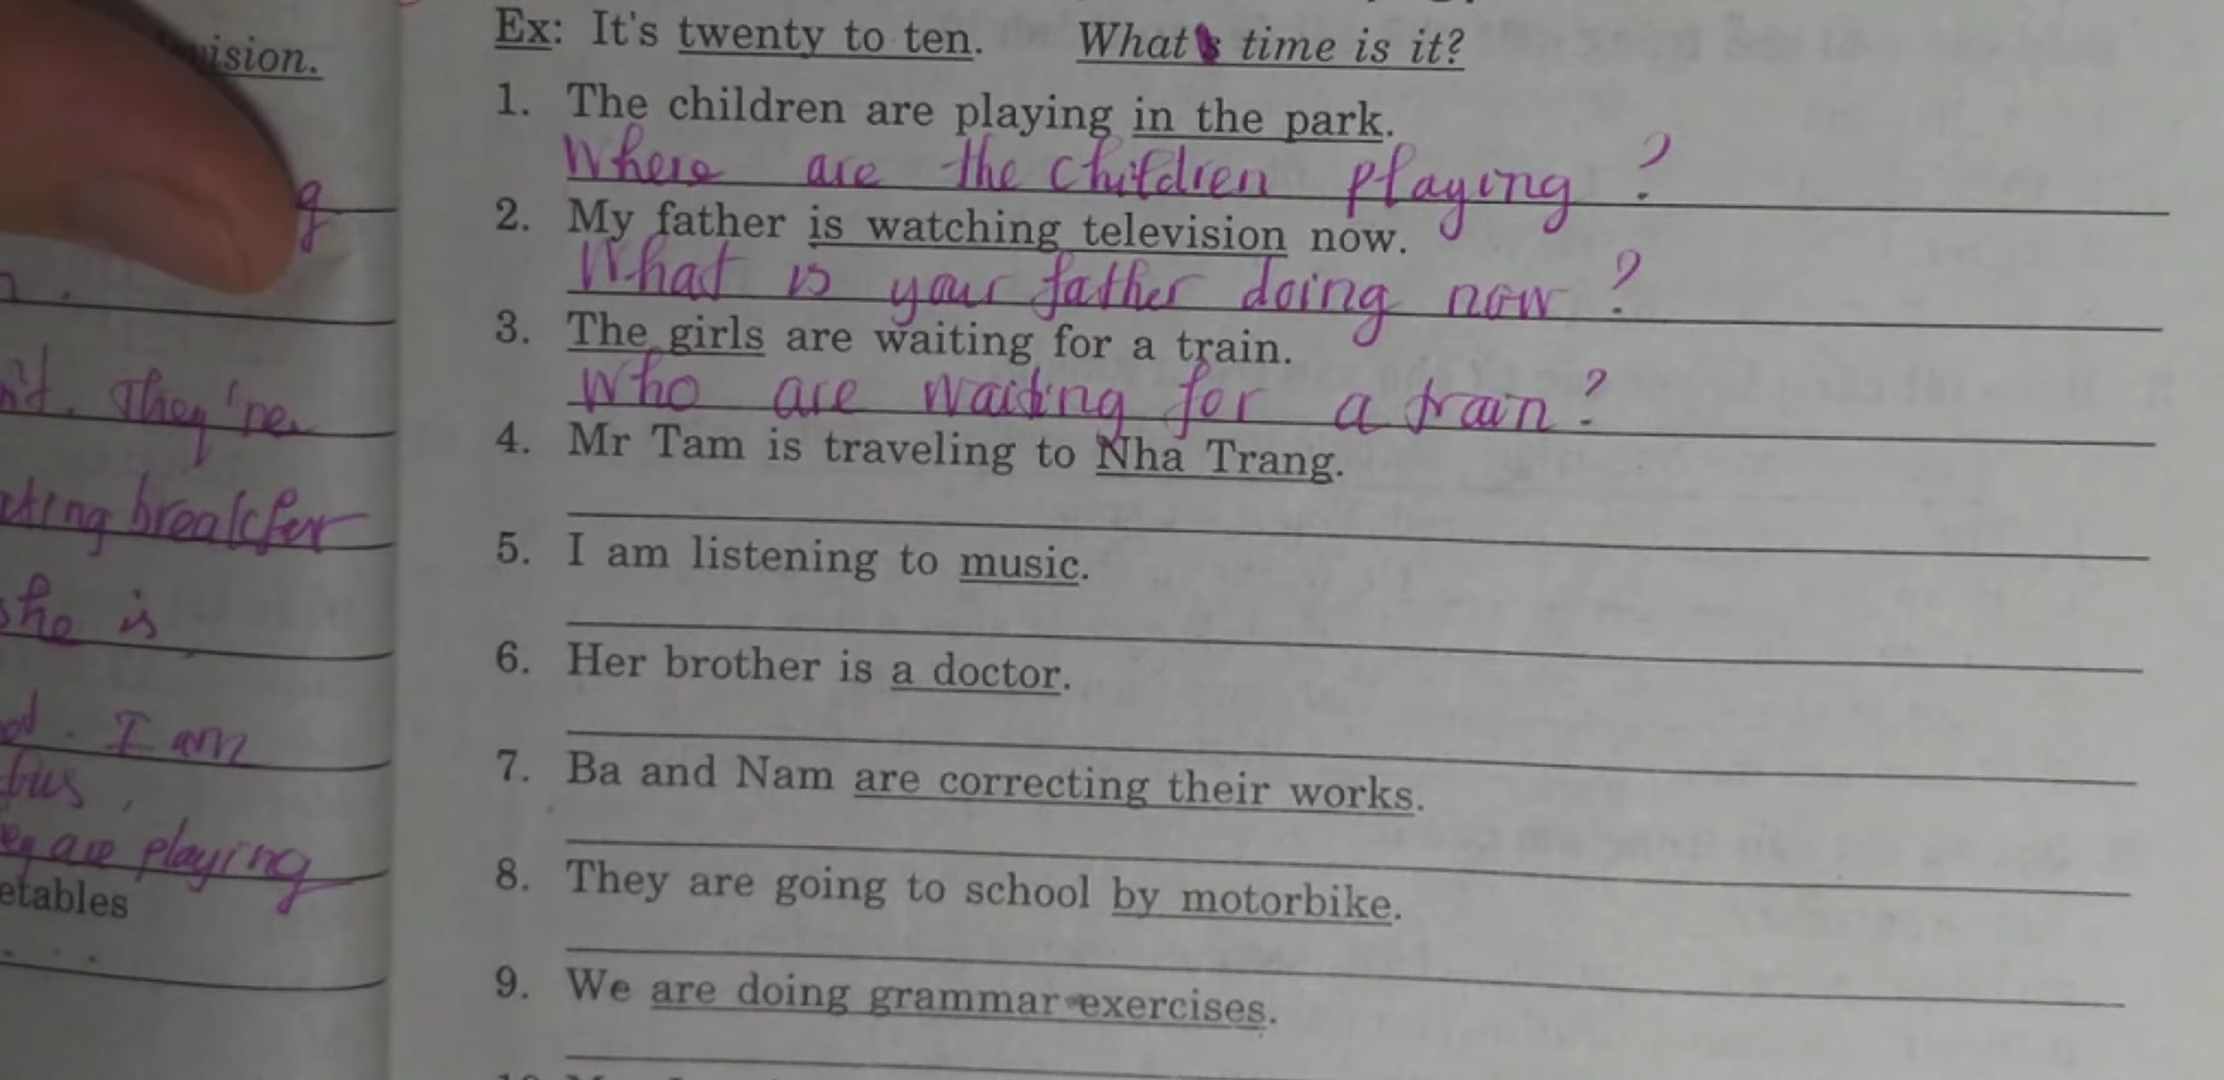 ision.
g
They're
breakfer
she is
I am
bus,
are playing
etables
Ex: It's twenty to ten. What's time is it?
1. The children are playing in the park.
Where are the children playing ?
2. My father is watching television now.
What is your father doing now ?
3. The girls are waiting for a train.
Who are waiting for a train?
4. Mr Tam is traveling to Nha Trang.
5. I am listening to music.
6. Her brother is a doctor.
7. Ba and Nam are correcting their works.
8. They are going to school by motorbike.
9. We are doing grammar exercises.